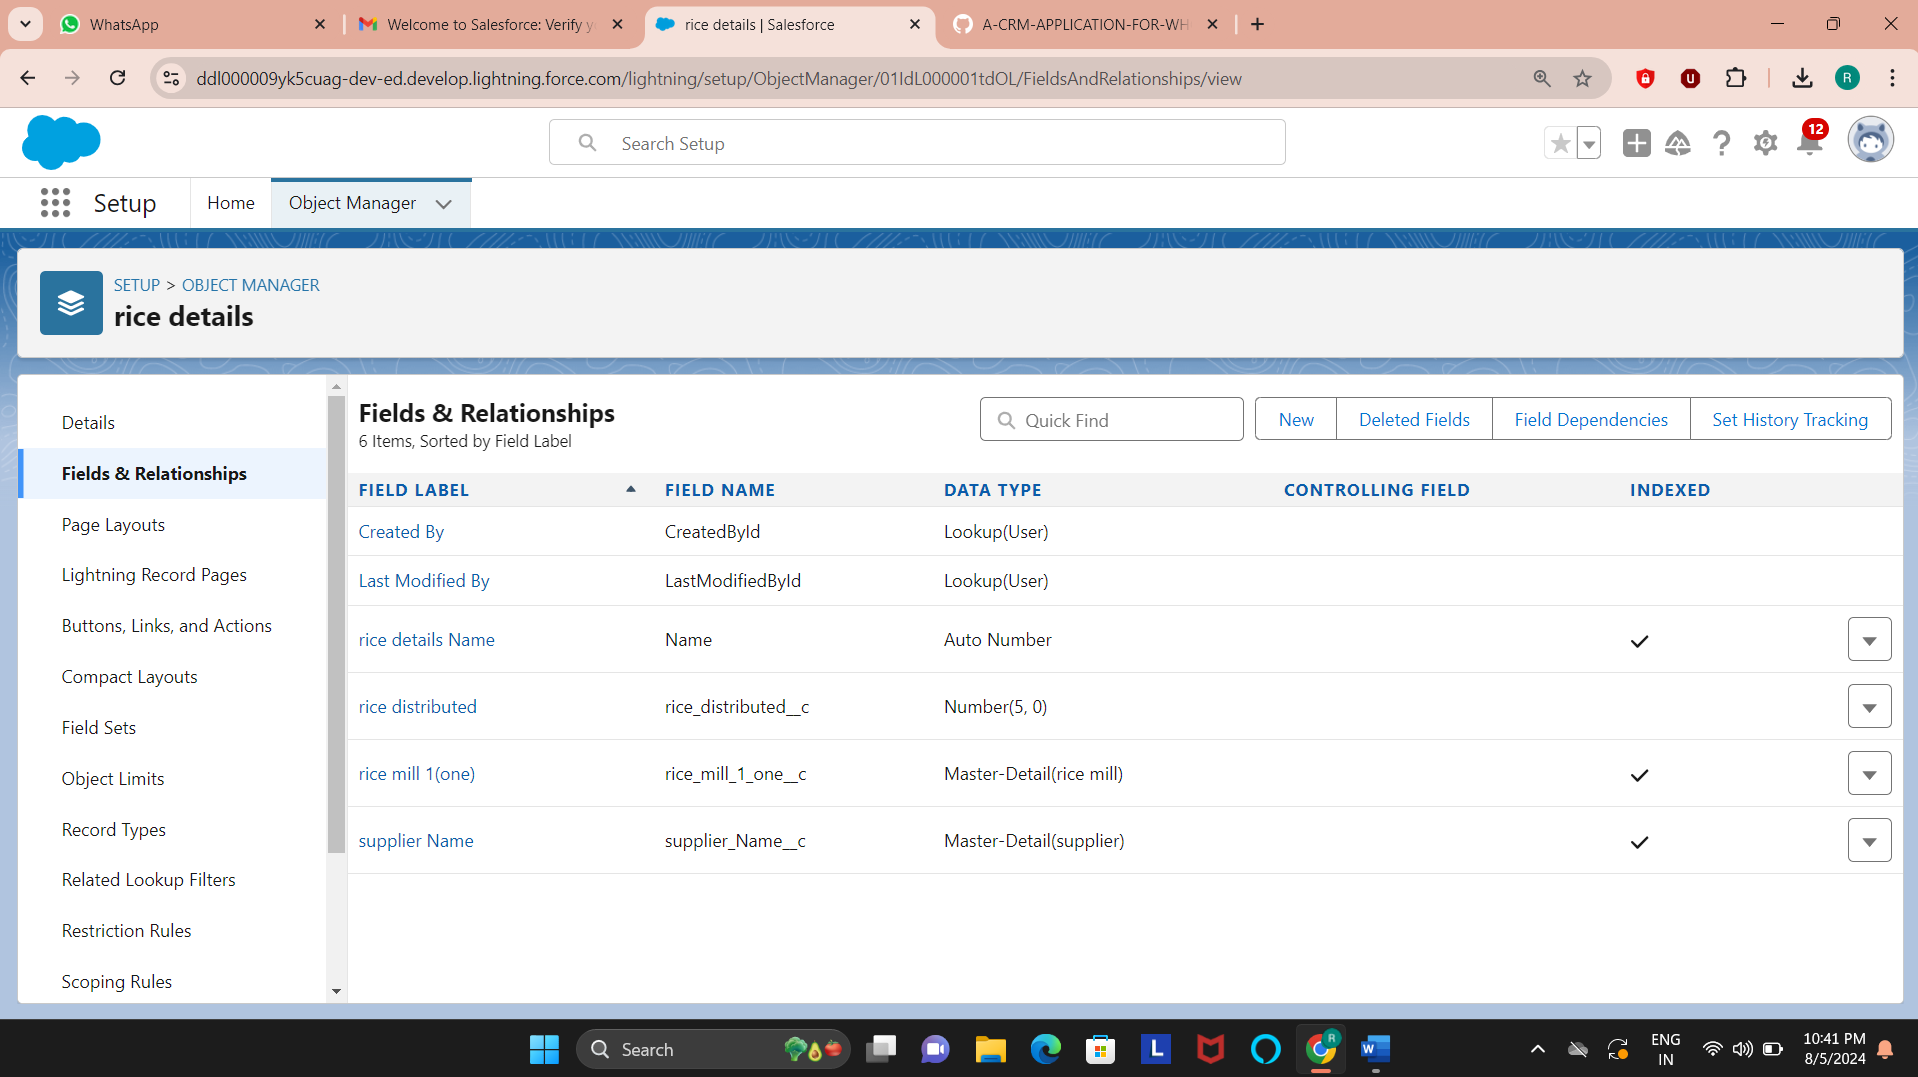 WhatsApp
Welcome to Salesforce: Verify y
rice details | Salesforce
A-CRM-APPLICATION-FOR-WH
ddl000009yk5cuag-dev-ed.develop.lightning.force.com/lightning/setup/ObjectManager/01IdL000001tdOL/FieldsAndRelationships/view
R
Search Setup
12
Setup
Home
Object Manager
SETUP > OBJECT MANAGER
rice details
Details
Fields & Relationships
Page Layouts
Lightning Record Pages
Buttons, Links, and Actions
Compact Layouts
Field Sets
Object Limits
Record Types
Related Lookup Filters
Restriction Rules
Scoping Rules
Fields & Relationships
6 Items, Sorted by Field Label
Quick Find
New
Deleted Fields
Field Dependencies
Set History Tracking
FIELD LABEL FIELD NAME DATA TYPE CONTROLLING FIELD INDEXED
Created By CreatedById Lookup(User)
Last Modified By LastModifiedById Lookup(User)
rice details Name Name Auto Number
rice distributed rice_distributed__c Number(5, 0)
rice mill 1(one) rice_mill_1_one__c Master-Detail(rice mill)
supplier Name supplier_Name__c Master-Detail(supplier)
Search
L
R
W
ENG
IN
10:41 PM
8/5/2024